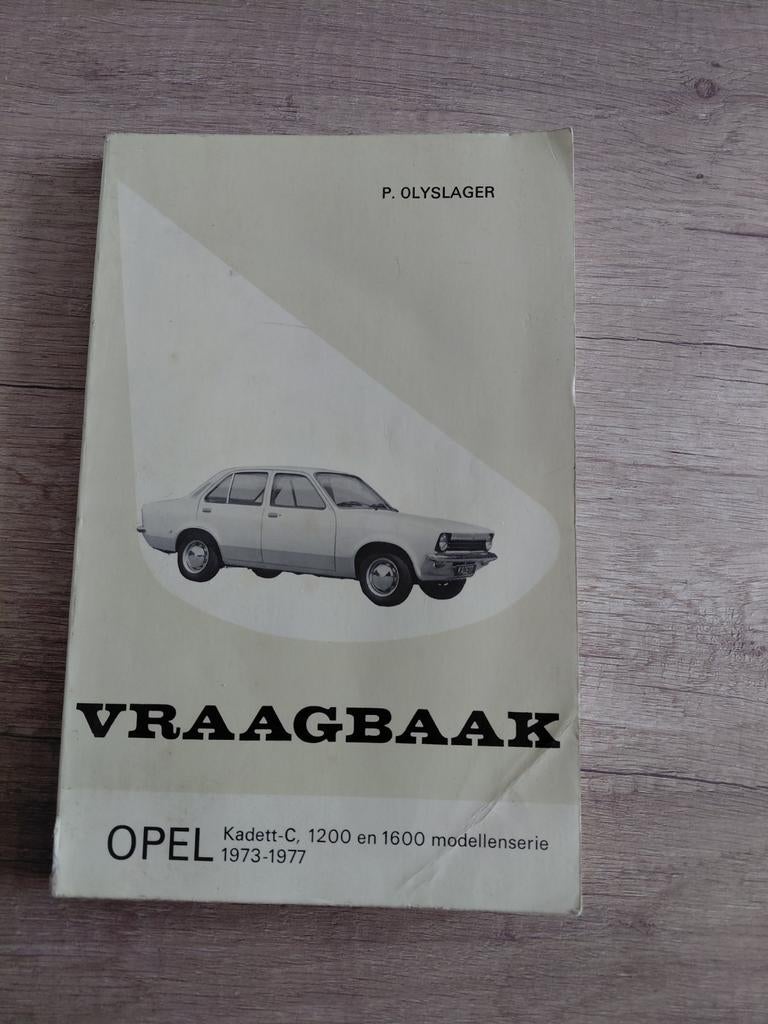 P. OLYSLAGER
VRAAGBAAK
OPEL Kadett-C, 1200 en 1600 modellenserie
1973-1977